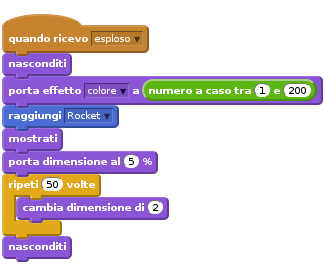 quando ricevo esploso
nasconditi
porta effetto colore a numero a caso tra 1 e 200
raggiungi Rocket
mostrati
porta dimensione al 5 %
ripeti 50 volte
cambia dimensione di 2
nasconditi